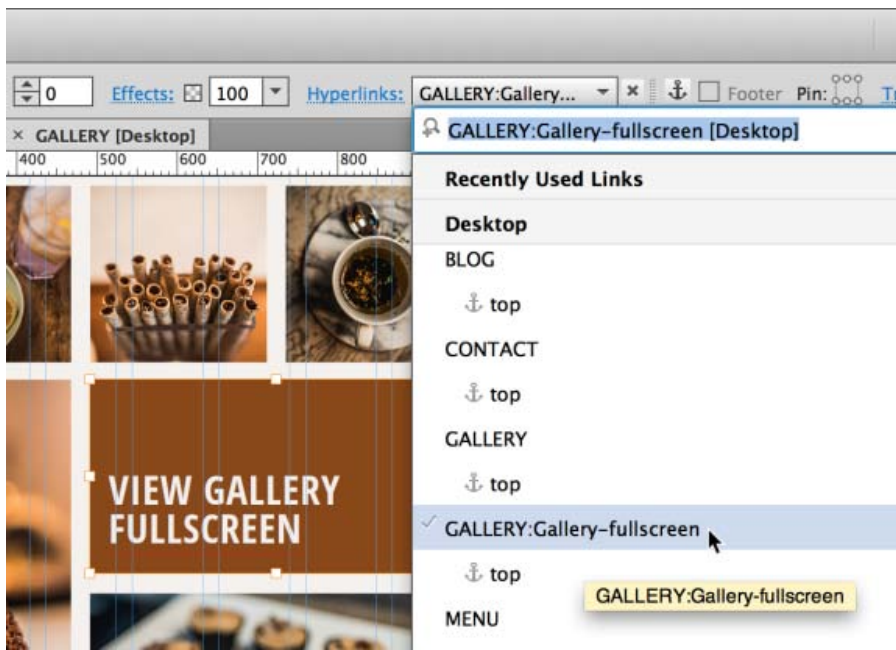 0 Effects: 100 Hyperlinks: GALLERY:Gallery... × Footer Pin:
× GALLERY [Desktop]
GALLERY:Gallery-fullscreen [Desktop]
400 500 600 700 800
Recently Used Links
Desktop
BLOG
top
CONTACT
top
GALLERY
top
VIEW GALLERY
FULLSCREEN
GALLERY:Gallery-fullscreen
top
GALLERY:Gallery-fullscreen
MENU